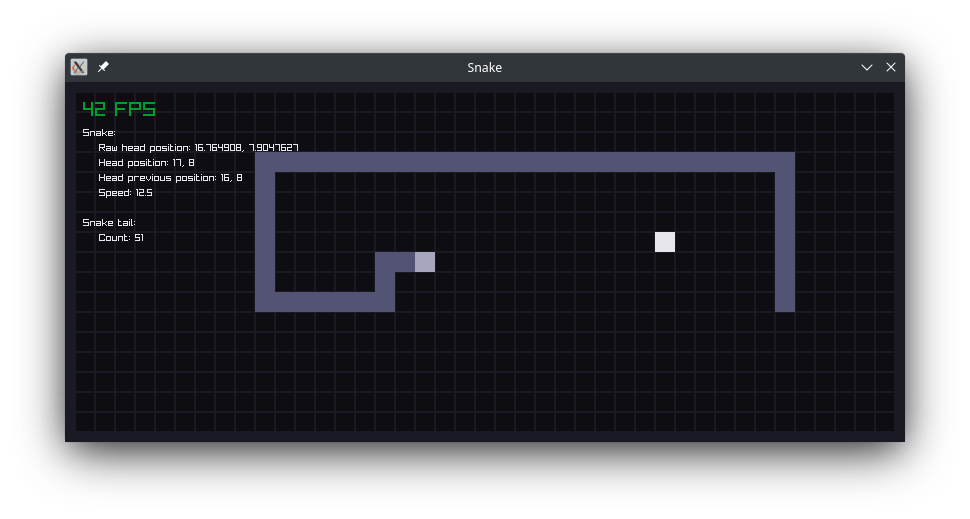 Snake
42 FPS
Snake:
Raw head position: 16.764908, 7.9047627
Head position: 17, 8
Head previous position: 16, 8
Speed: 12.5
Snake tail:
Count: 51